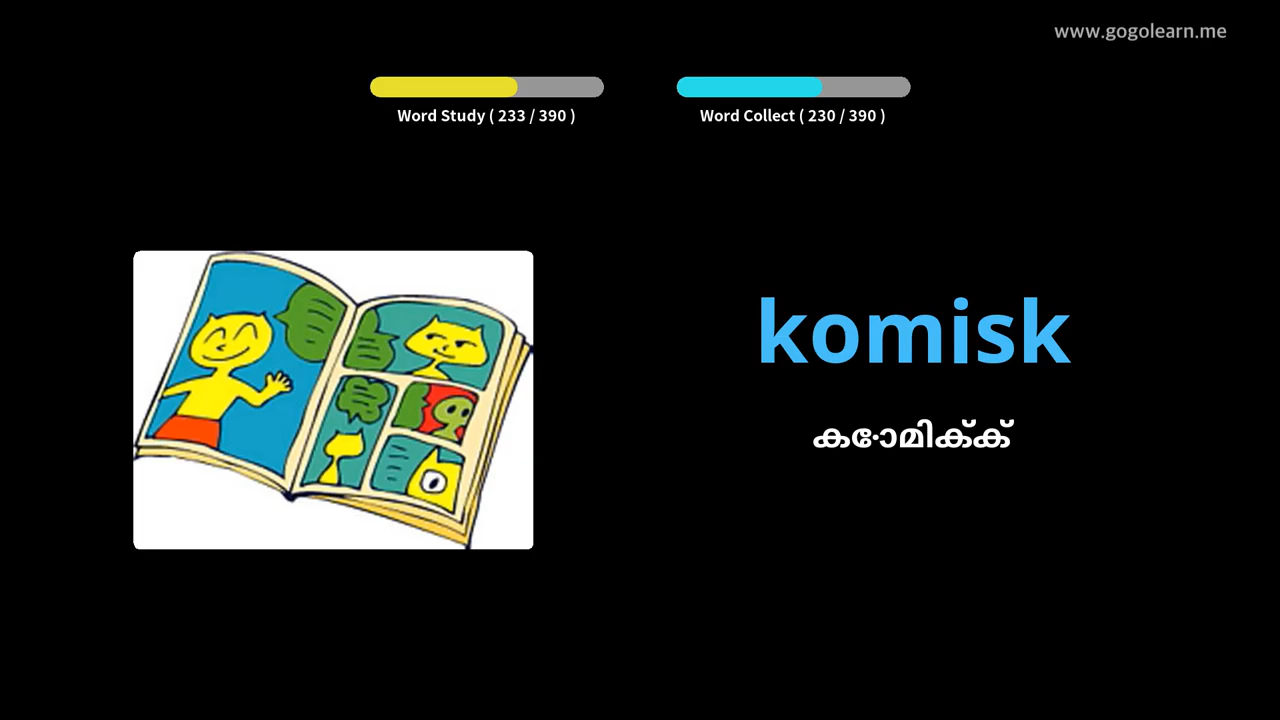 www.gogolearn.me
Word Study ( 233 / 390 )
Word Collect ( 230 / 390 )
komisk
കോമിക്ക്